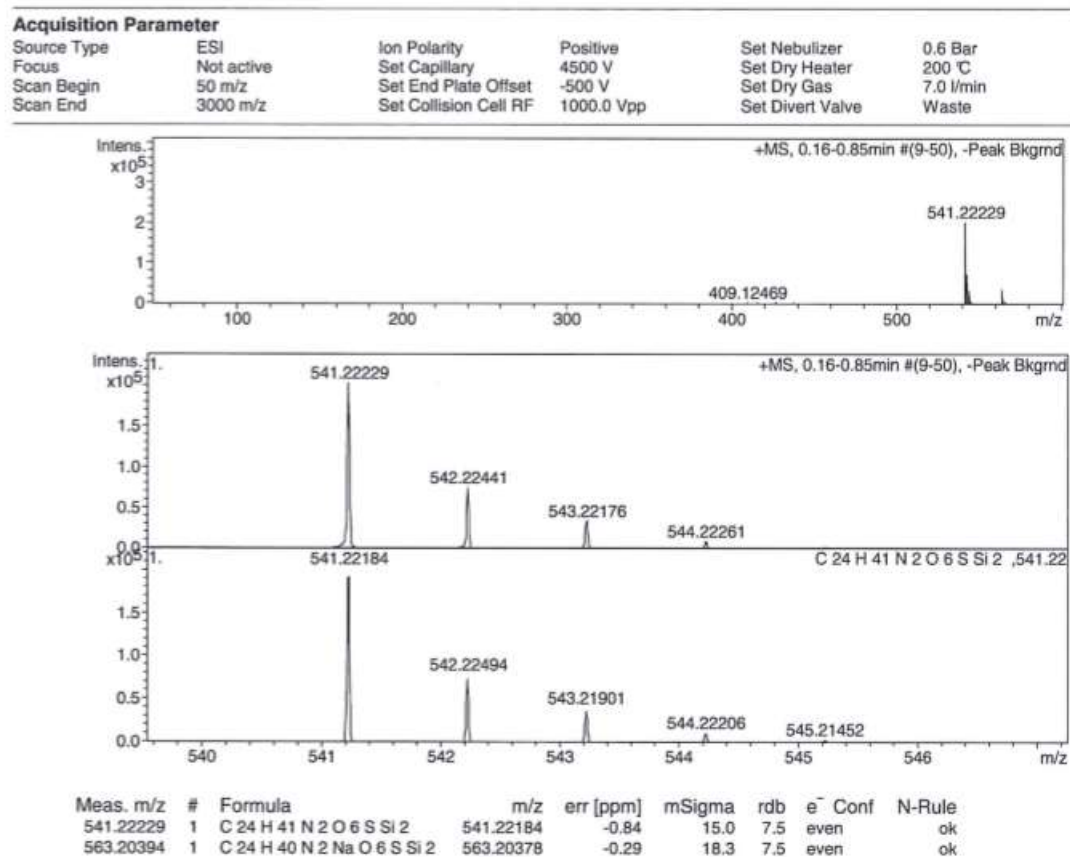 Acquisition Parameter
Source Type ESI Ion Polarity Positive Set Nebulizer 0.6 Bar
Focus Not active Set Capillary 4500 V Set Dry Heater 200 °C
Scan Begin 50 m/z Set End Plate Offset -500 V Set Dry Gas 7.0 l/min
Scan End 3000 m/z Set Collision Cell RF 1000.0 Vpp Set Divert Valve Waste
Intens. +MS, 0.16-0.85min #(9-50), -Peak Bkgrnd
x10^5
3
2 541.22229
1
409.12469
0
100 200 300 400 500 m/z
Intens. 1. +MS, 0.16-0.85min #(9-50), -Peak Bkgrnd
x10^5 541.22229
1.5
1.0 542.22441
0.5 543.22176
544.22261
0.0
x10^5 1. 541.22184 C 24 H 41 N 2 O 6 S Si 2 ,541.22
1.5
1.0 542.22494
0.5 543.21901
544.22206 545.21452
0.0
540 541 542 543 544 545 546 m/z
Meas. m/z # Formula m/z err [ppm] mSigma rdb e⁻ Conf N-Rule
541.22229 1 C 24 H 41 N 2 O 6 S Si 2 541.22184 -0.84 15.0 7.5 even ok
563.20394 1 C 24 H 40 N 2 Na O 6 S Si 2 563.20378 -0.29 18.3 7.5 even ok